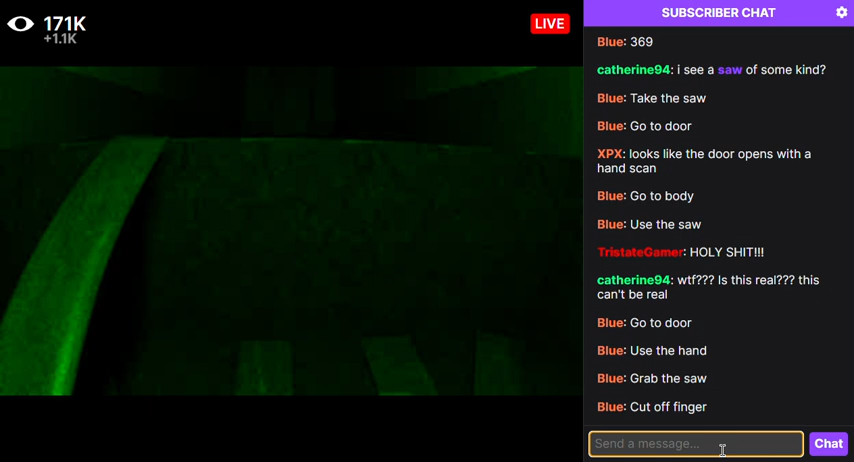 171K
+1.1K
LIVE
SUBSCRIBER CHAT
Blue: 369
catherine94: i see a saw of some kind?
Blue: Take the saw
Blue: Go to door
XPX: looks like the door opens with a
hand scan
Blue: Go to body
Blue: Use the saw
TristateGamer: HOLY SHIT!!!
catherine94: wtf??? Is this real??? this
can't be real
Blue: Go to door
Blue: Use the hand
Blue: Grab the saw
Blue: Cut off finger
Send a message...
Chat